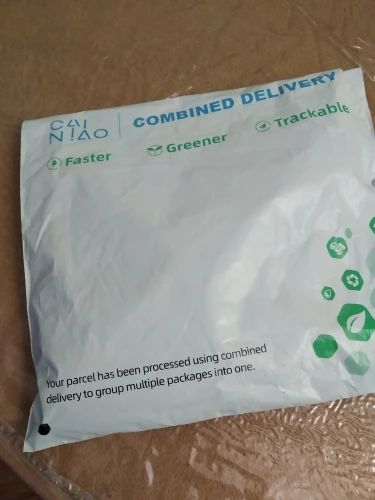 CAI
NIAO
COMBINED DELIVERY
Faster
Greener
Trackable
Your parcel has been processed using combined
delivery to group multiple packages into one.